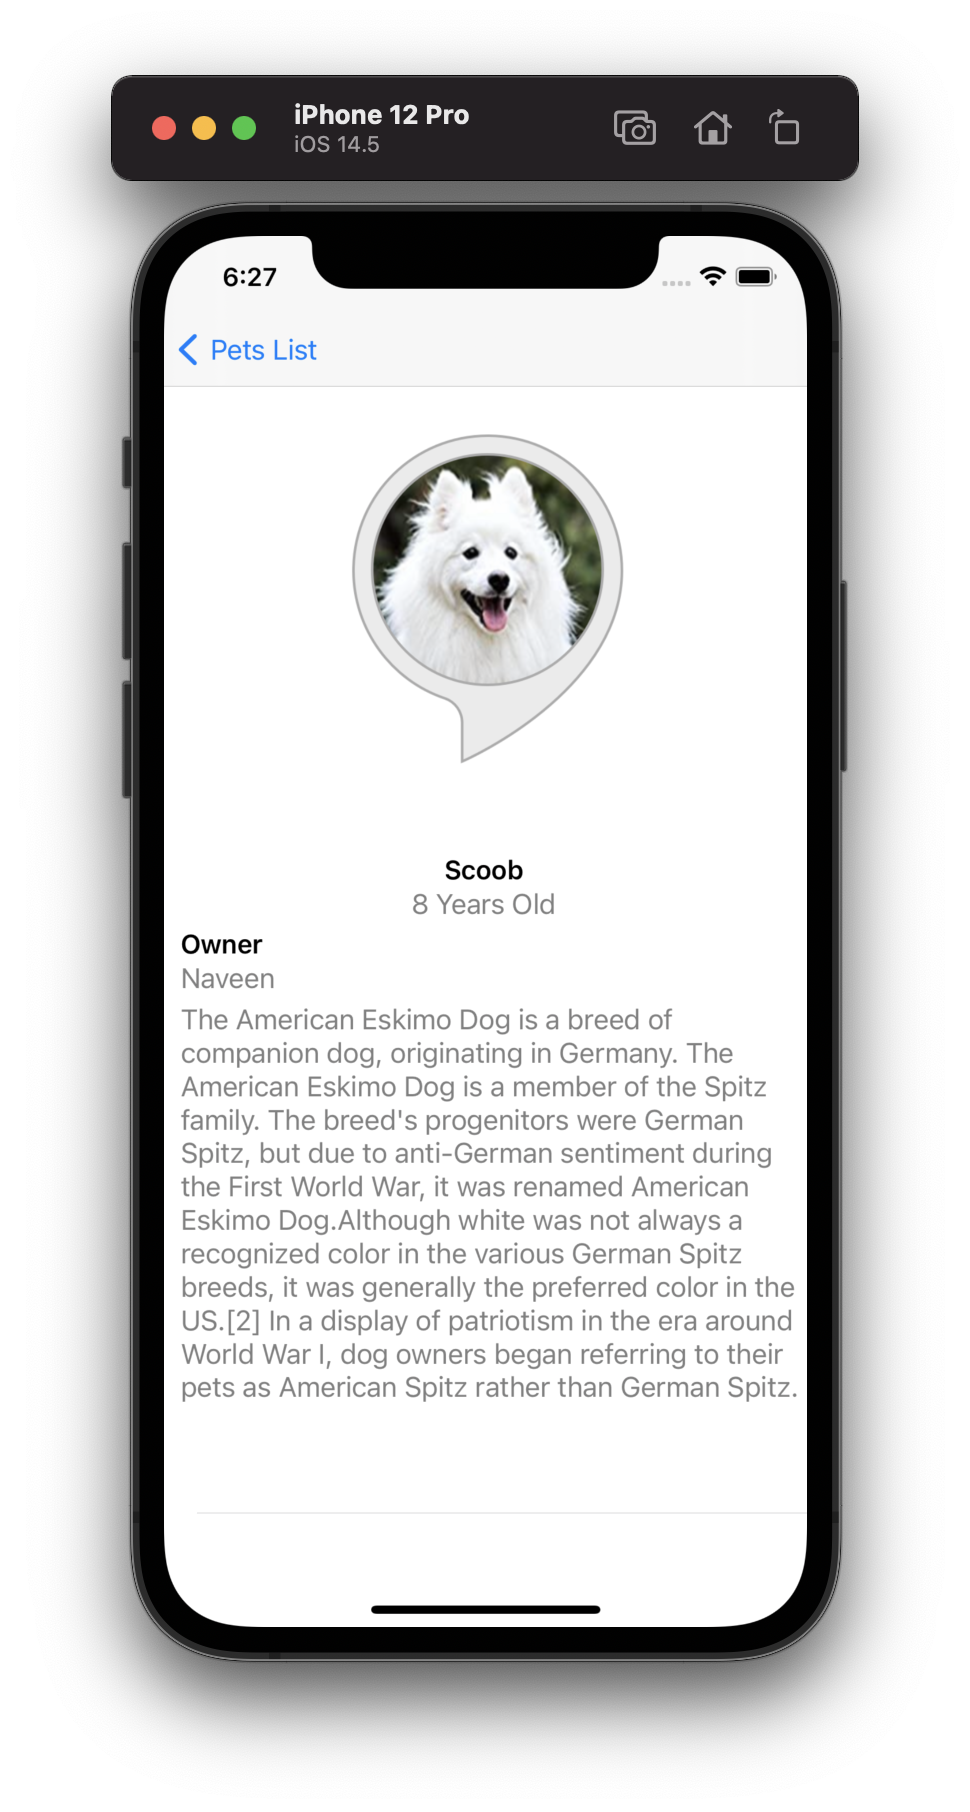 iPhone 12 Pro
iOS 14.5
6:27
Pets List
Scoob
8 Years Old
Owner
Naveen
The American Eskimo Dog is a breed of
companion dog, originating in Germany. The
American Eskimo Dog is a member of the Spitz
family. The breed's progenitors were German
Spitz, but due to anti-German sentiment during
the First World War, it was renamed American
Eskimo Dog.Although white was not always a
recognized color in the various German Spitz
breeds, it was generally the preferred color in the
US.[2] In a display of patriotism in the era around
World War I, dog owners began referring to their
pets as American Spitz rather than German Spitz.